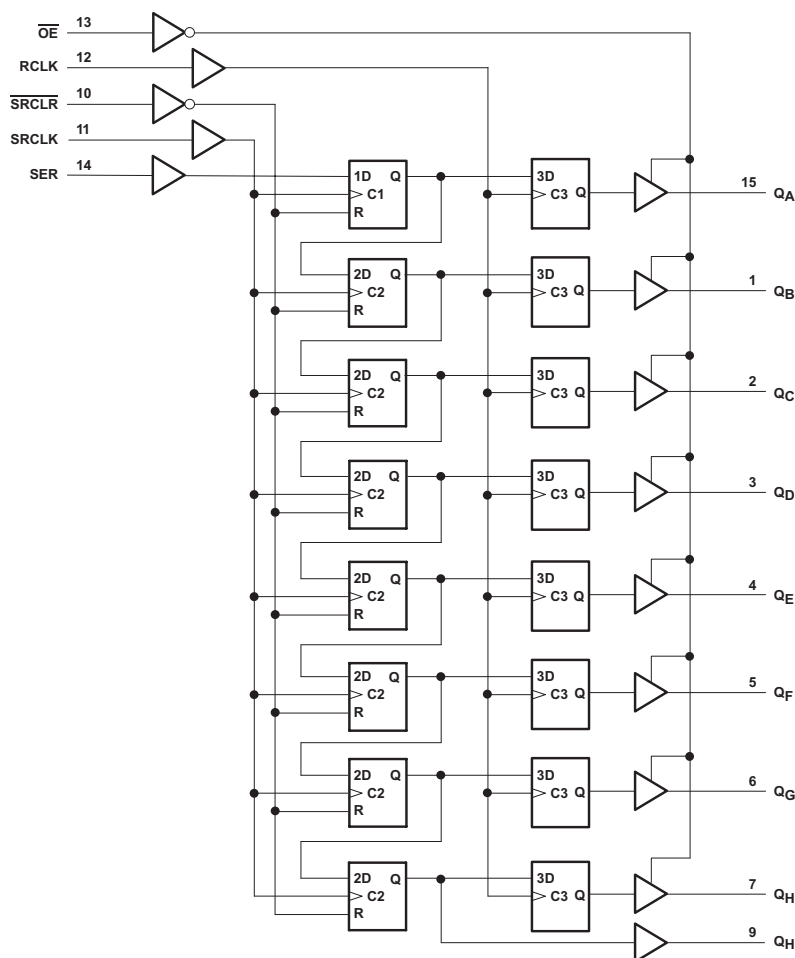 OE 13
RCLK 12
SRCLR 10
SRCLK 11
SER 14
1D Q 3D
C1 C3 Q 15 QA
R
2D Q 3D
C2 C3 Q 1 QB
R
2D Q 3D
C2 C3 Q 2 QC
R
2D Q 3D
C2 C3 Q 3 QD
R
2D Q 3D
C2 C3 Q 4 QE
R
2D Q 3D
C2 C3 Q 5 QF
R
2D Q 3D
C2 C3 Q 6 QG
R
2D Q 3D
C2 C3 Q 7 QH
R
9 QH